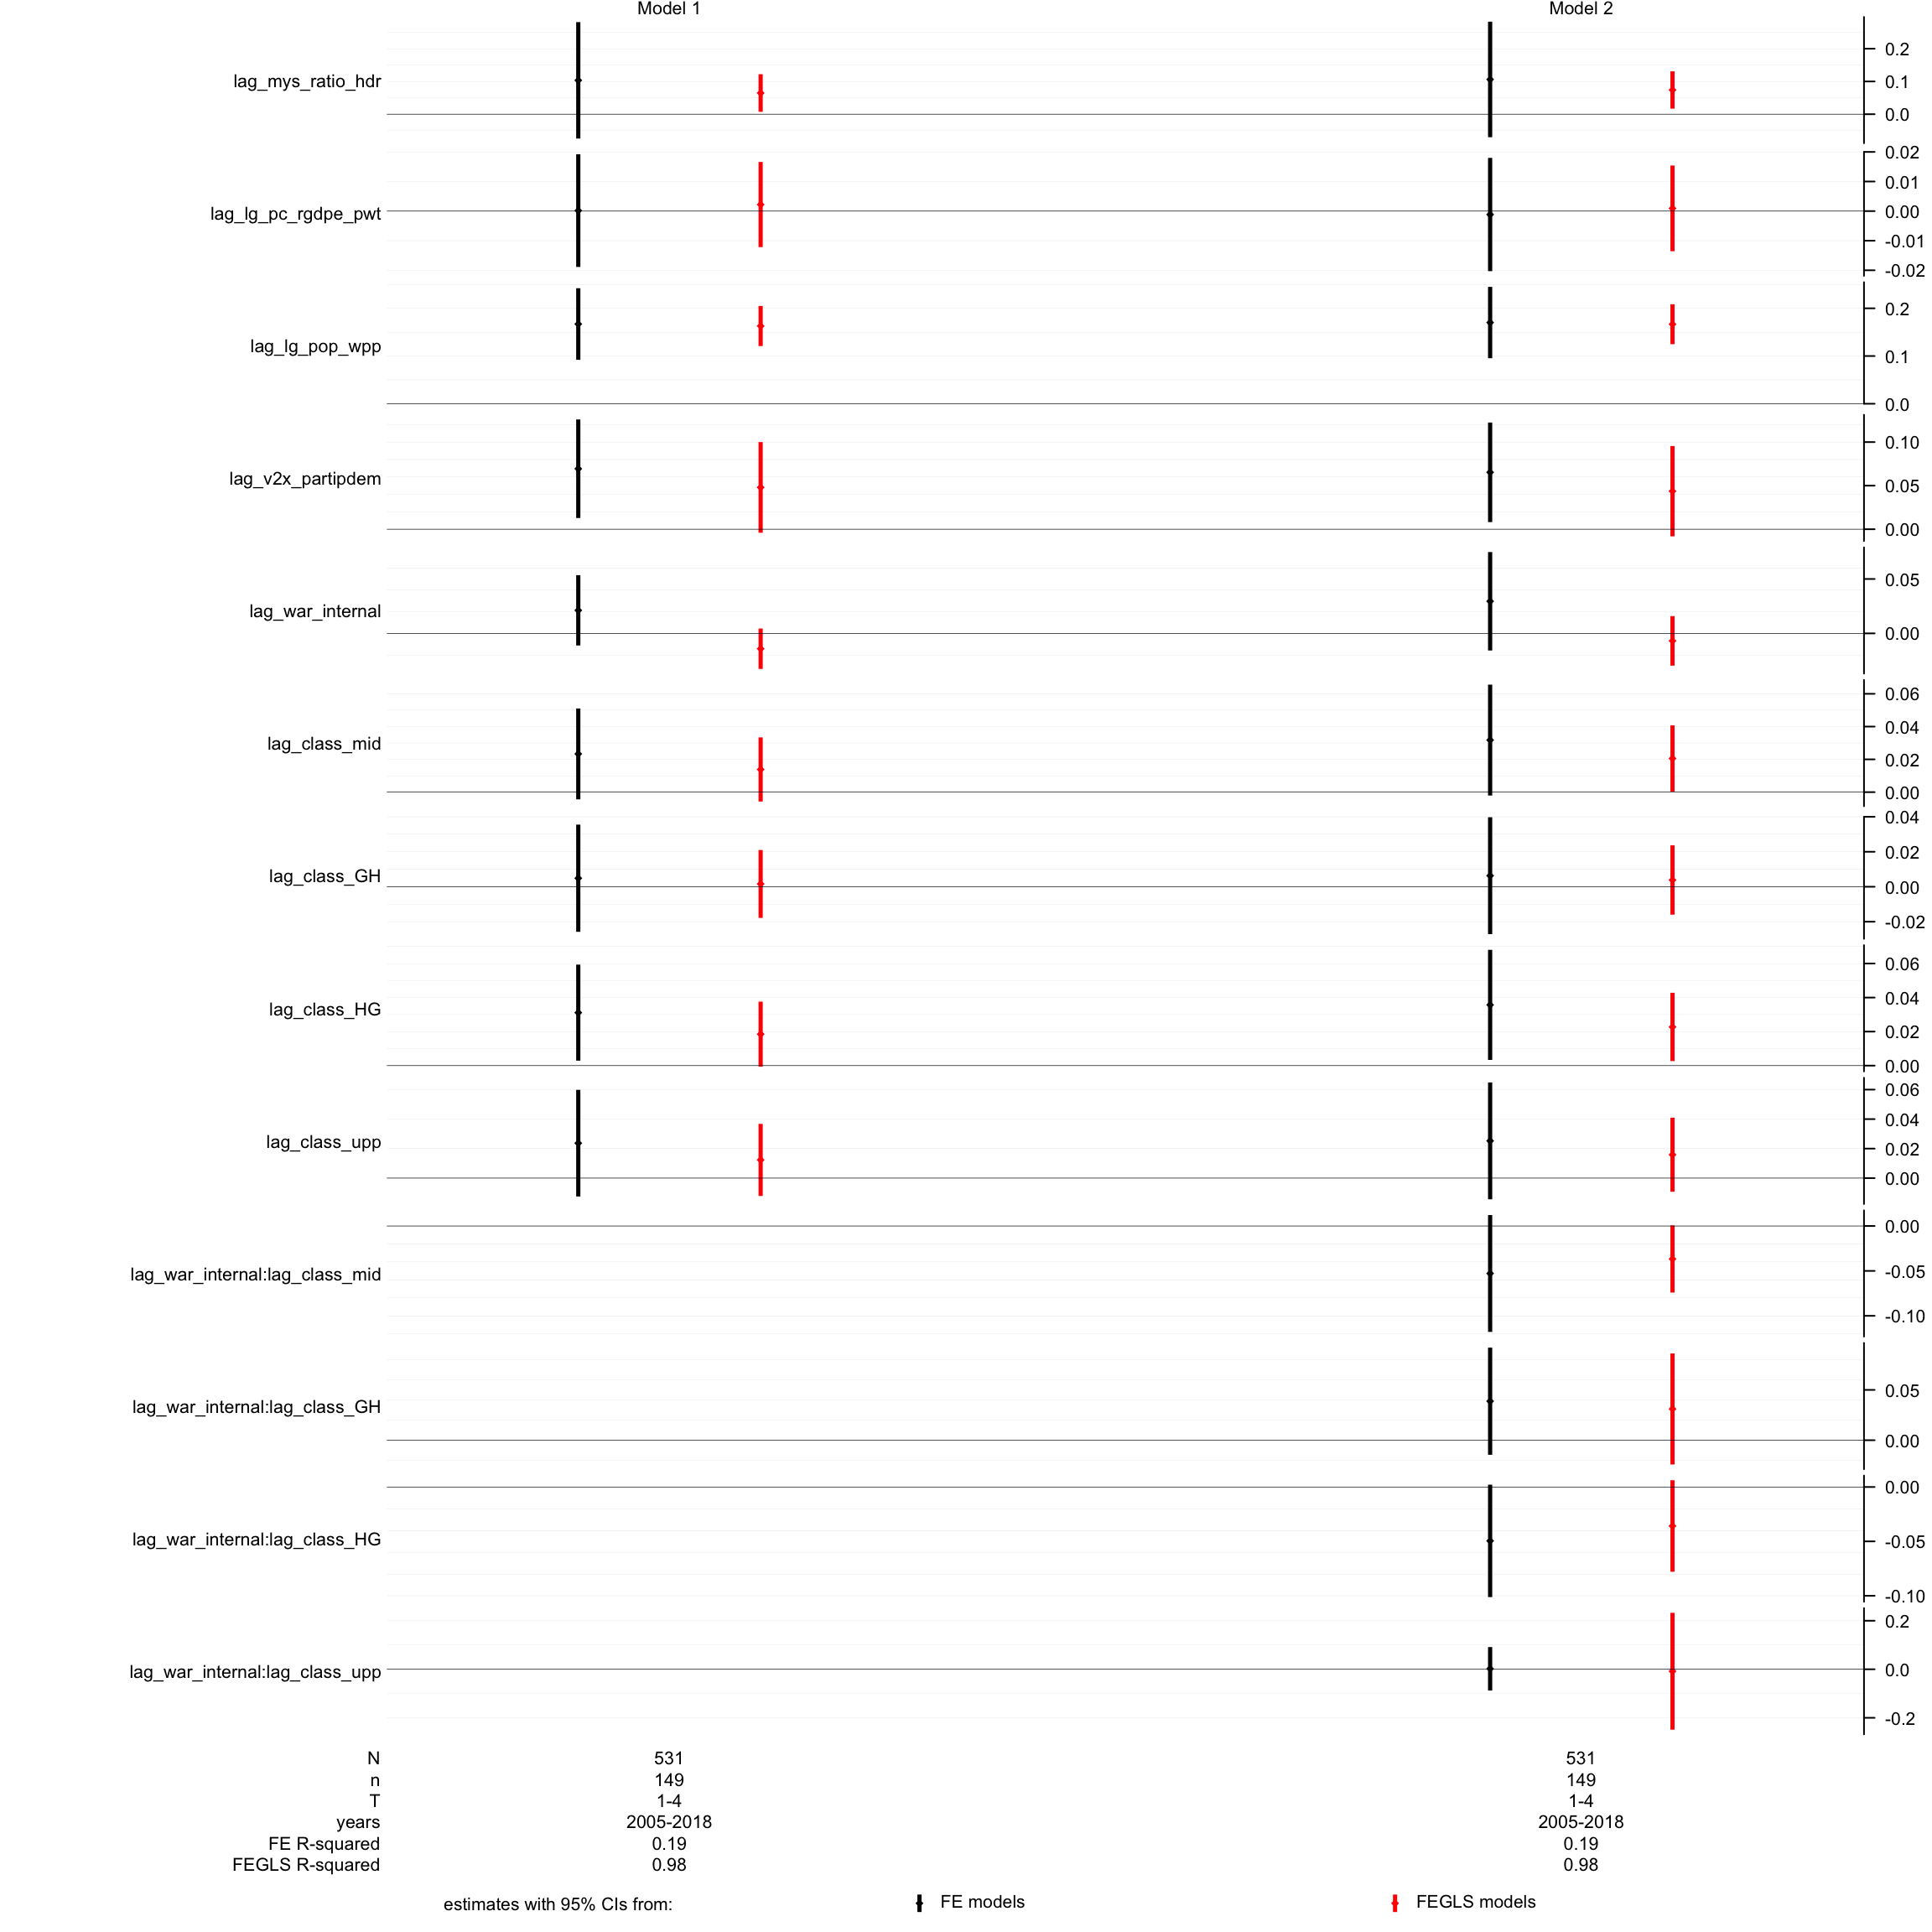 Model 1 Model 2
lag_mys_ratio_hdr
0.2
0.1
0.0
lag_lg_pc_rgdpe_pwt
0.02
0.01
0.00
-0.01
-0.02
lag_lg_pop_wpp
0.2
0.1
0.0
lag_v2x_partipdem
0.10
0.05
0.00
lag_war_internal
0.05
0.00
lag_class_mid
0.06
0.04
0.02
0.00
lag_class_GH
0.04
0.02
0.00
-0.02
lag_class_HG
0.06
0.04
0.02
0.00
lag_class_upp
0.06
0.04
0.02
0.00
lag_war_internal:lag_class_mid
0.00
-0.05
-0.10
lag_war_internal:lag_class_GH
0.05
0.00
lag_war_internal:lag_class_HG
0.00
-0.05
-0.10
lag_war_internal:lag_class_upp
0.2
0.0
-0.2
N 531 531
n 149 149
T 1-4 1-4
years 2005-2018 2005-2018
FE R-squared 0.19 0.19
FEGLS R-squared 0.98 0.98
estimates with 95% CIs from: FE models FEGLS models